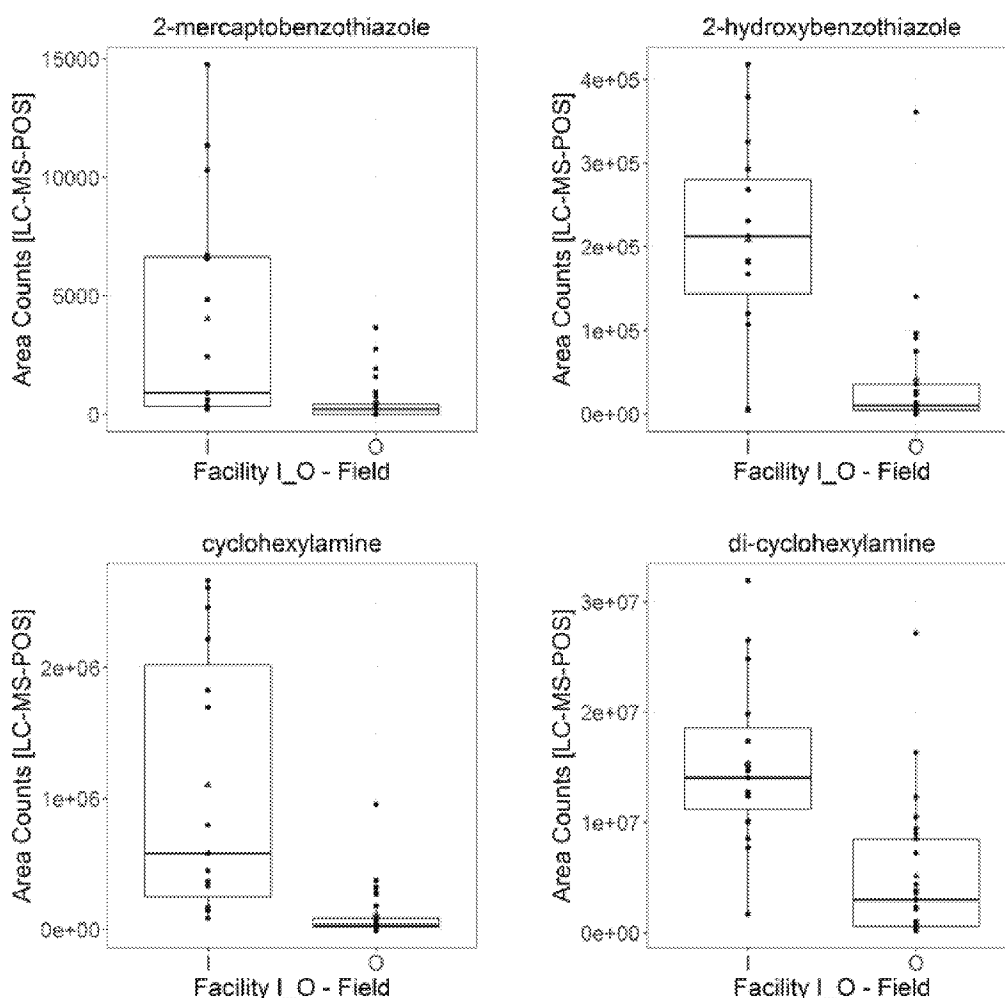 2-mercaptobenzothiazole
Area Counts [LC-MS-POS]
15000
10000
5000
0
I
O
Facility I_O - Field
2-hydroxybenzothiazole
Area Counts [LC-MS-POS]
4e+05
3e+05
2e+05
1e+05
0e+00
I
O
Facility I_O - Field
cyclohexylamine
Area Counts [LC-MS-POS]
2e+06
1e+06
0e+00
I
O
Facility I_O - Field
di-cyclohexylamine
Area Counts [LC-MS-POS]
3e+07
2e+07
1e+07
0e+00
I
O
Facility I_O - Field